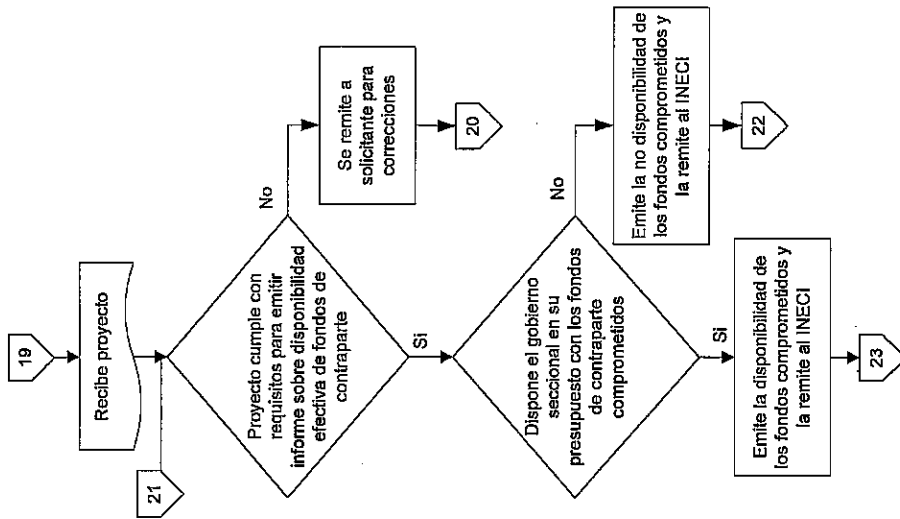 19
Recibe proyecto
21
Proyecto cumple con
requisitos para emitir
informe sobre disponibilidad
efectiva de fondos de
contraparte
No
Se remite a
solicitante para
correcciones
20
Si
Dispone el gobierno
seccional en su
presupuesto con los fondos
de contraparte
comprometidos
No
Emite la no disponibilidad de
los fondos comprometidos y
la remite al INECI
22
Si
Emite la disponibilidad de
los fondos comprometidos y
la remite al INECI
23